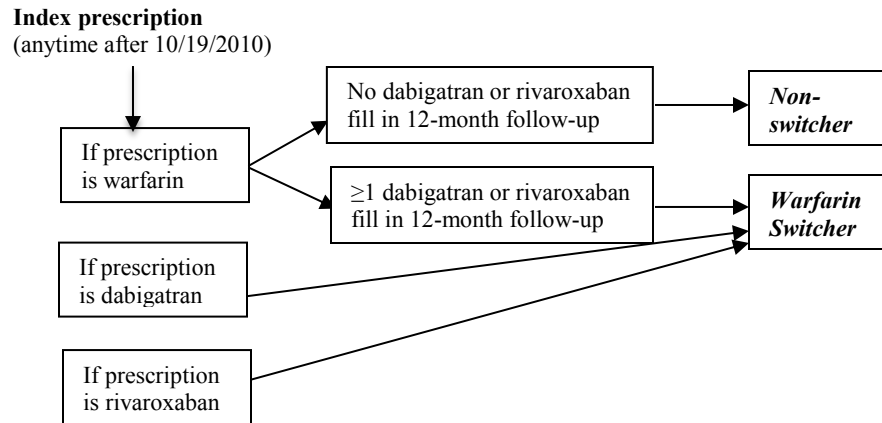 Index prescription
(anytime after 10/19/2010)
If prescription
is warfarin
No dabigatran or rivaroxaban
fill in 12-month follow-up
Non-
switcher
≥1 dabigatran or rivaroxaban
fill in 12-month follow-up
Warfarin
Switcher
If prescription
is dabigatran
If prescription
is rivaroxaban